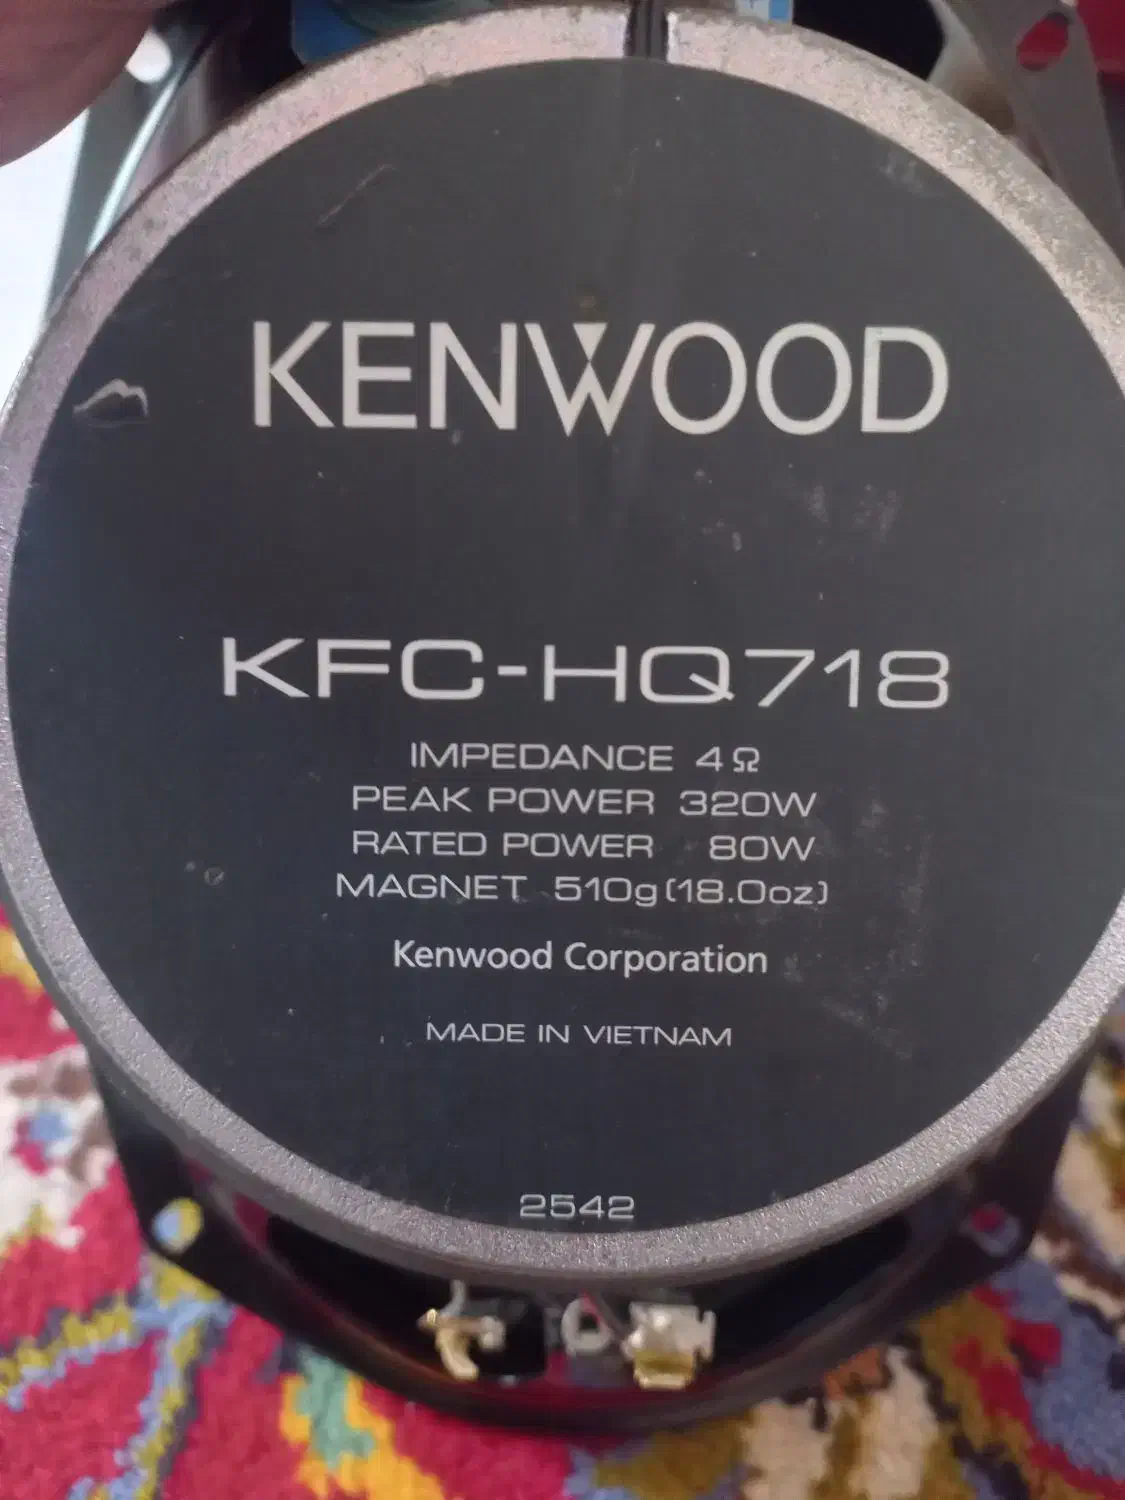 KENWOOD
KFC-HQ718
IMPEDANCE 4Ω
PEAK POWER 320W
RATED POWER 80W
MAGNET 510g(18.0oz)
Kenwood Corporation
MADE IN VIETNAM
2542